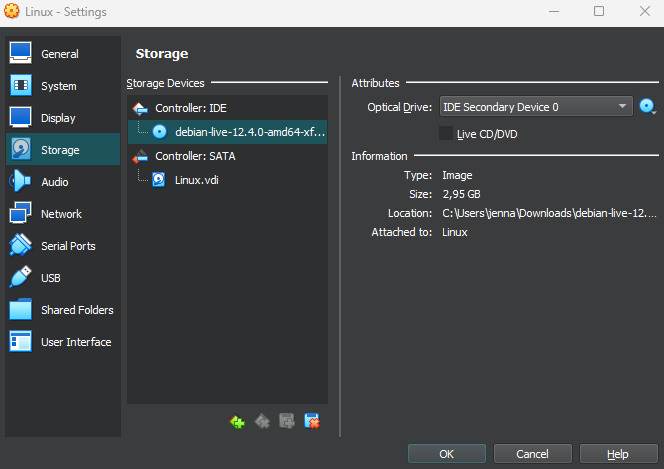 Linux - Settings
General
System
Display
Storage
Audio
Network
Serial Ports
USB
Shared Folders
User Interface
Storage
Storage Devices
Controller: IDE
debian-live-12.4.0-amd64-xf...
Controller: SATA
Linux.vdi
Attributes
Optical Drive: IDE Secondary Device 0
Live CD/DVD
Information
Type: Image
Size: 2,95 GB
Location: C:\Users\jenna\Downloads\debian-live-12....
Attached to: Linux
OK
Cancel
Help